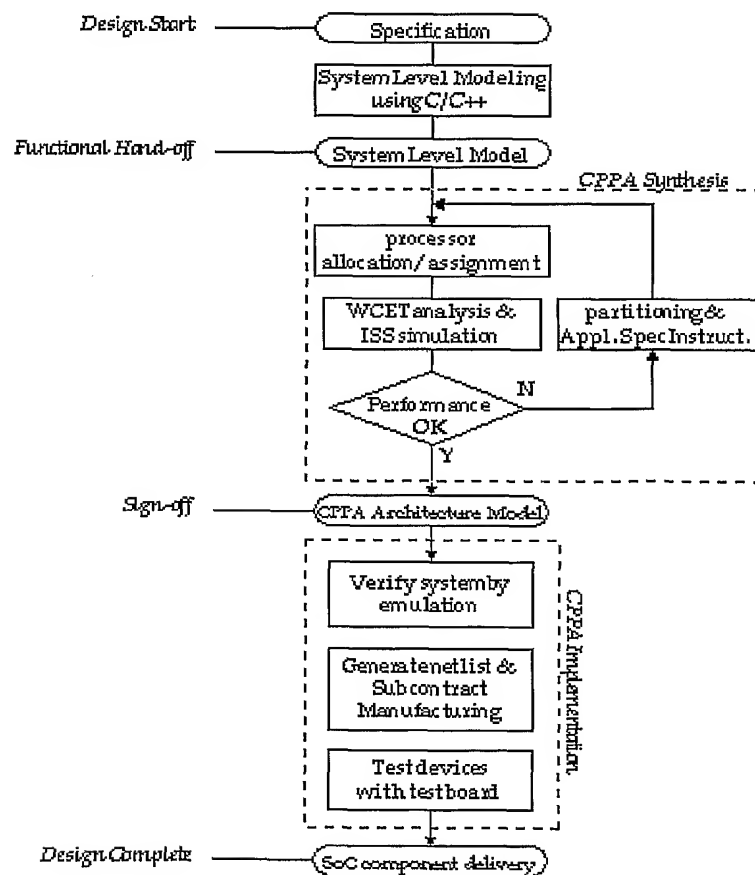 Design Start
Specification
System Level Modeling
using C/C++
Functional Hand-off
System Level Model
CPPA Synthesis
processor
allocation/assignment
WCET analysis &
ISS simulation
partitioning &
Appl.Spec Instruct.
N
Performance
OK
Y
Sign-off
CPPA Architecture Model
Verify system by
emulation
CPPA Implementation
Generate netlist &
Subcontract
Manufacturing
Test devices
with testboard
Design Complete
SoC component delivery